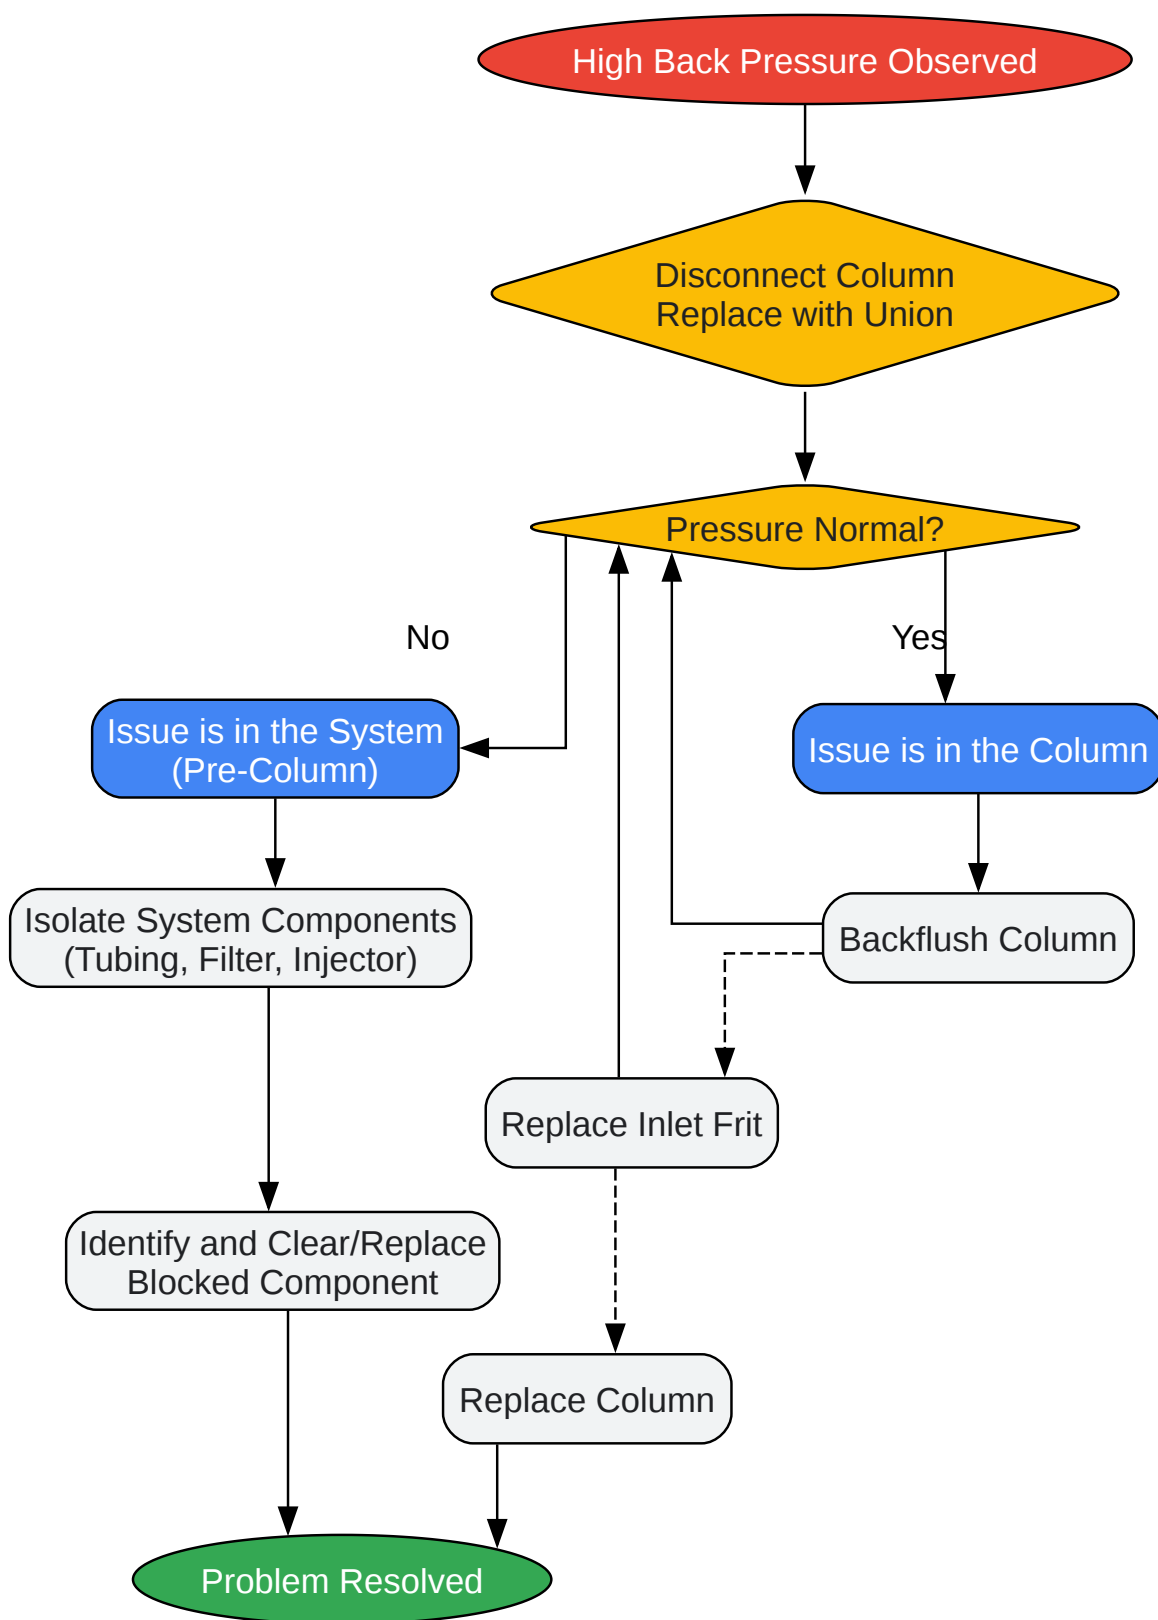 High Back Pressure Observed
Disconnect Column
Replace with Union
Pressure Normal?
No
Yes
Issue is in the System
(Pre-Column)
Issue is in the Column
Isolate System Components
(Tubing, Filter, Injector)
Backflush Column
Replace Inlet Frit
Identify and Clear/Replace
Blocked Component
Replace Column
Problem Resolved